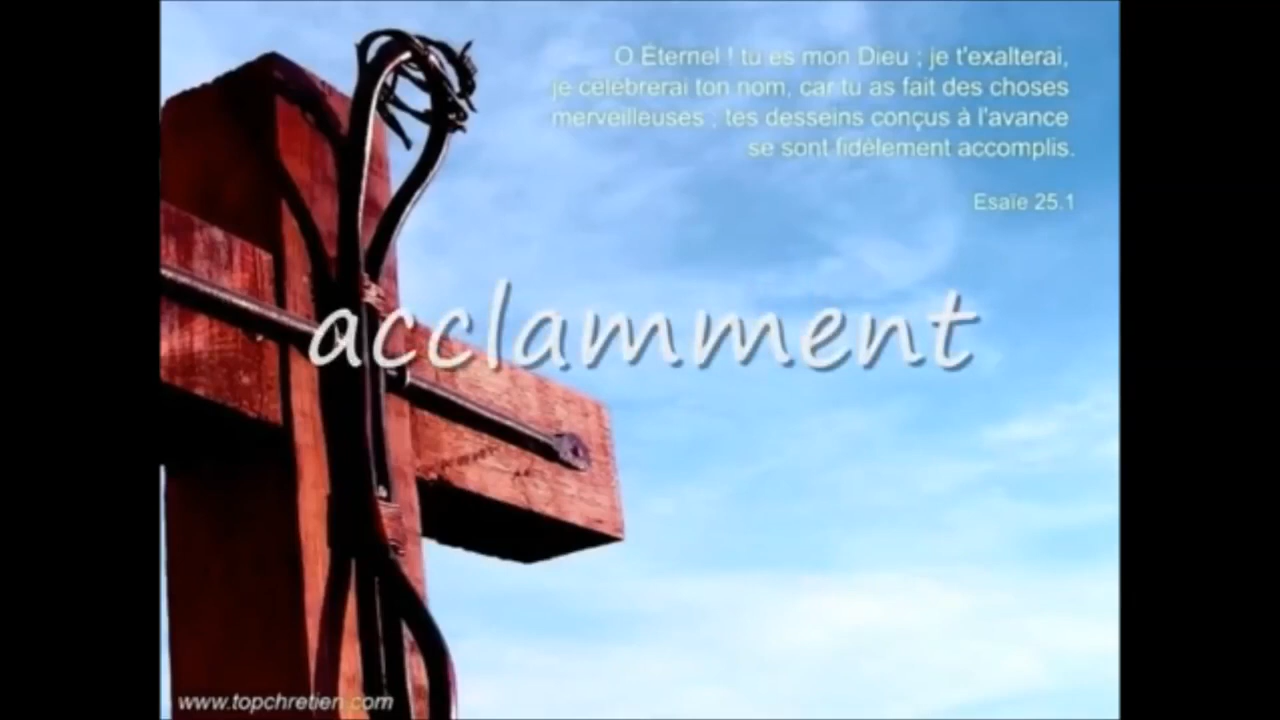 O Eternel ! tu es mon Dieu ; je t'exalterai,
je célébrerai ton nom, car tu as fait des choses
merveilleuses ; tes desseins conçus à l'avance
se sont fidèlement accomplis.
Esaïe 25.1
acclamment
www.topchretien.com